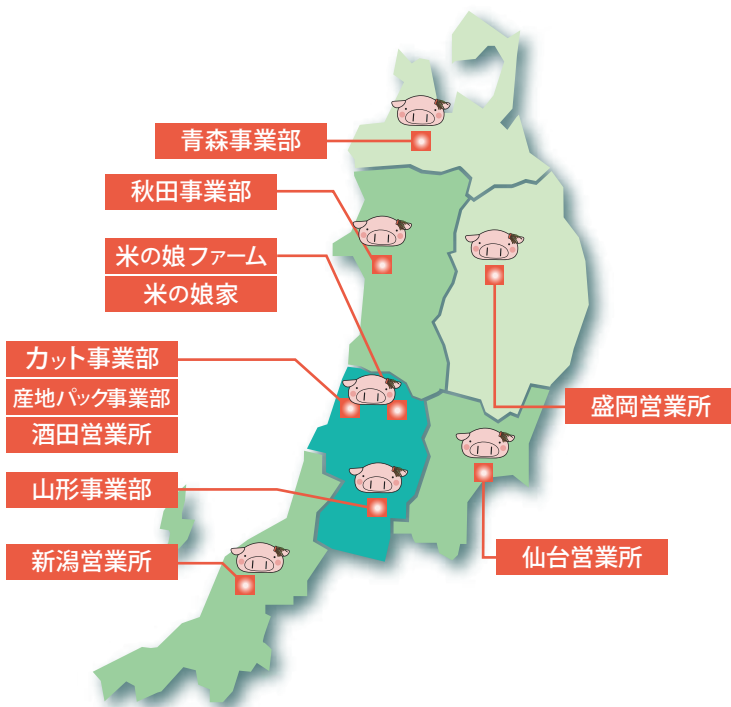 青森事業部
秋田事業部
米の娘ファーム
米の娘家
カット事業部
産地パック事業部
酒田営業所
盛岡営業所
山形事業部
新潟営業所
仙台営業所